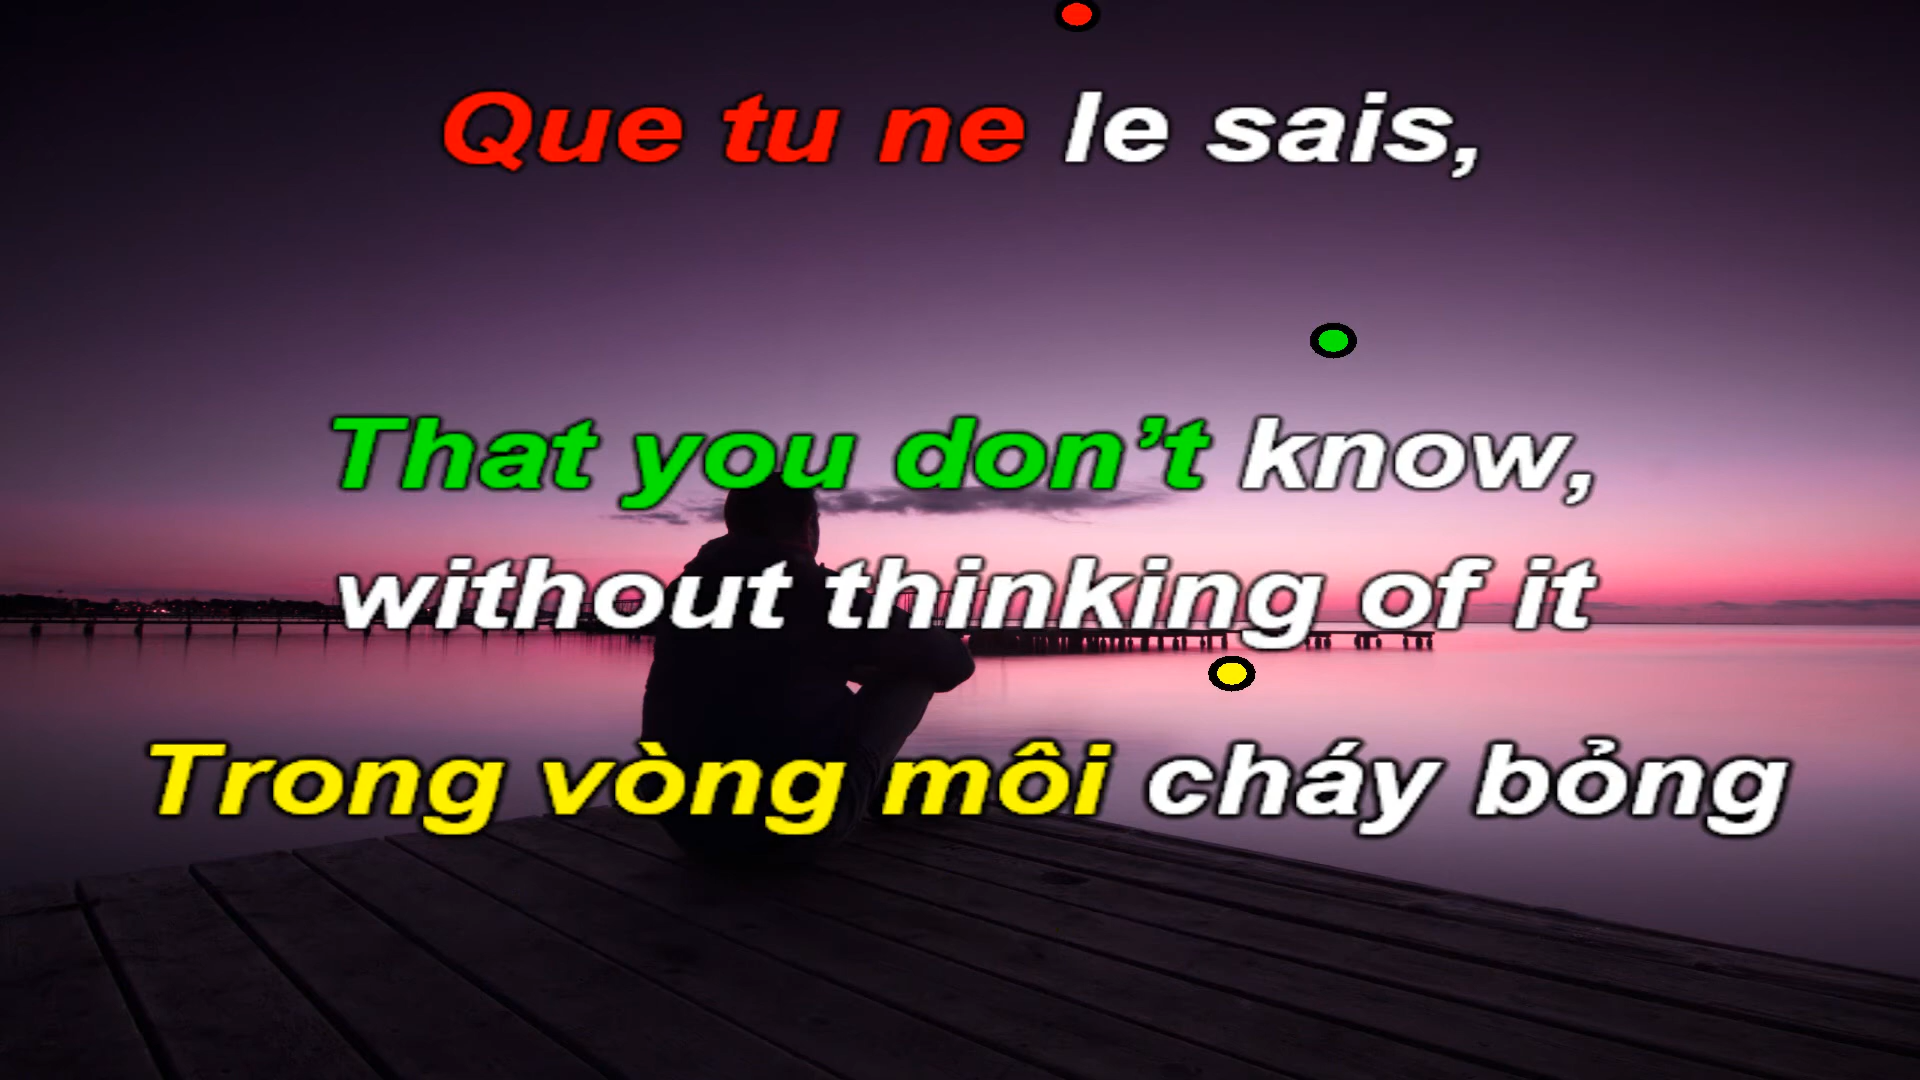 Que tu ne le sais,
That you don’t know,
without thinking of it
Trong vòng môi cháy bỏng